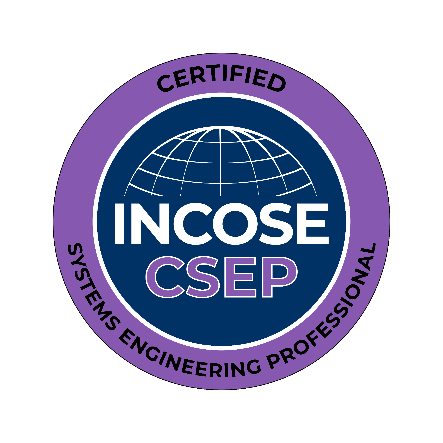 CERTIFIED
INCOSE
CSEP
SYSTEMS ENGINEERING PROFESSIONAL